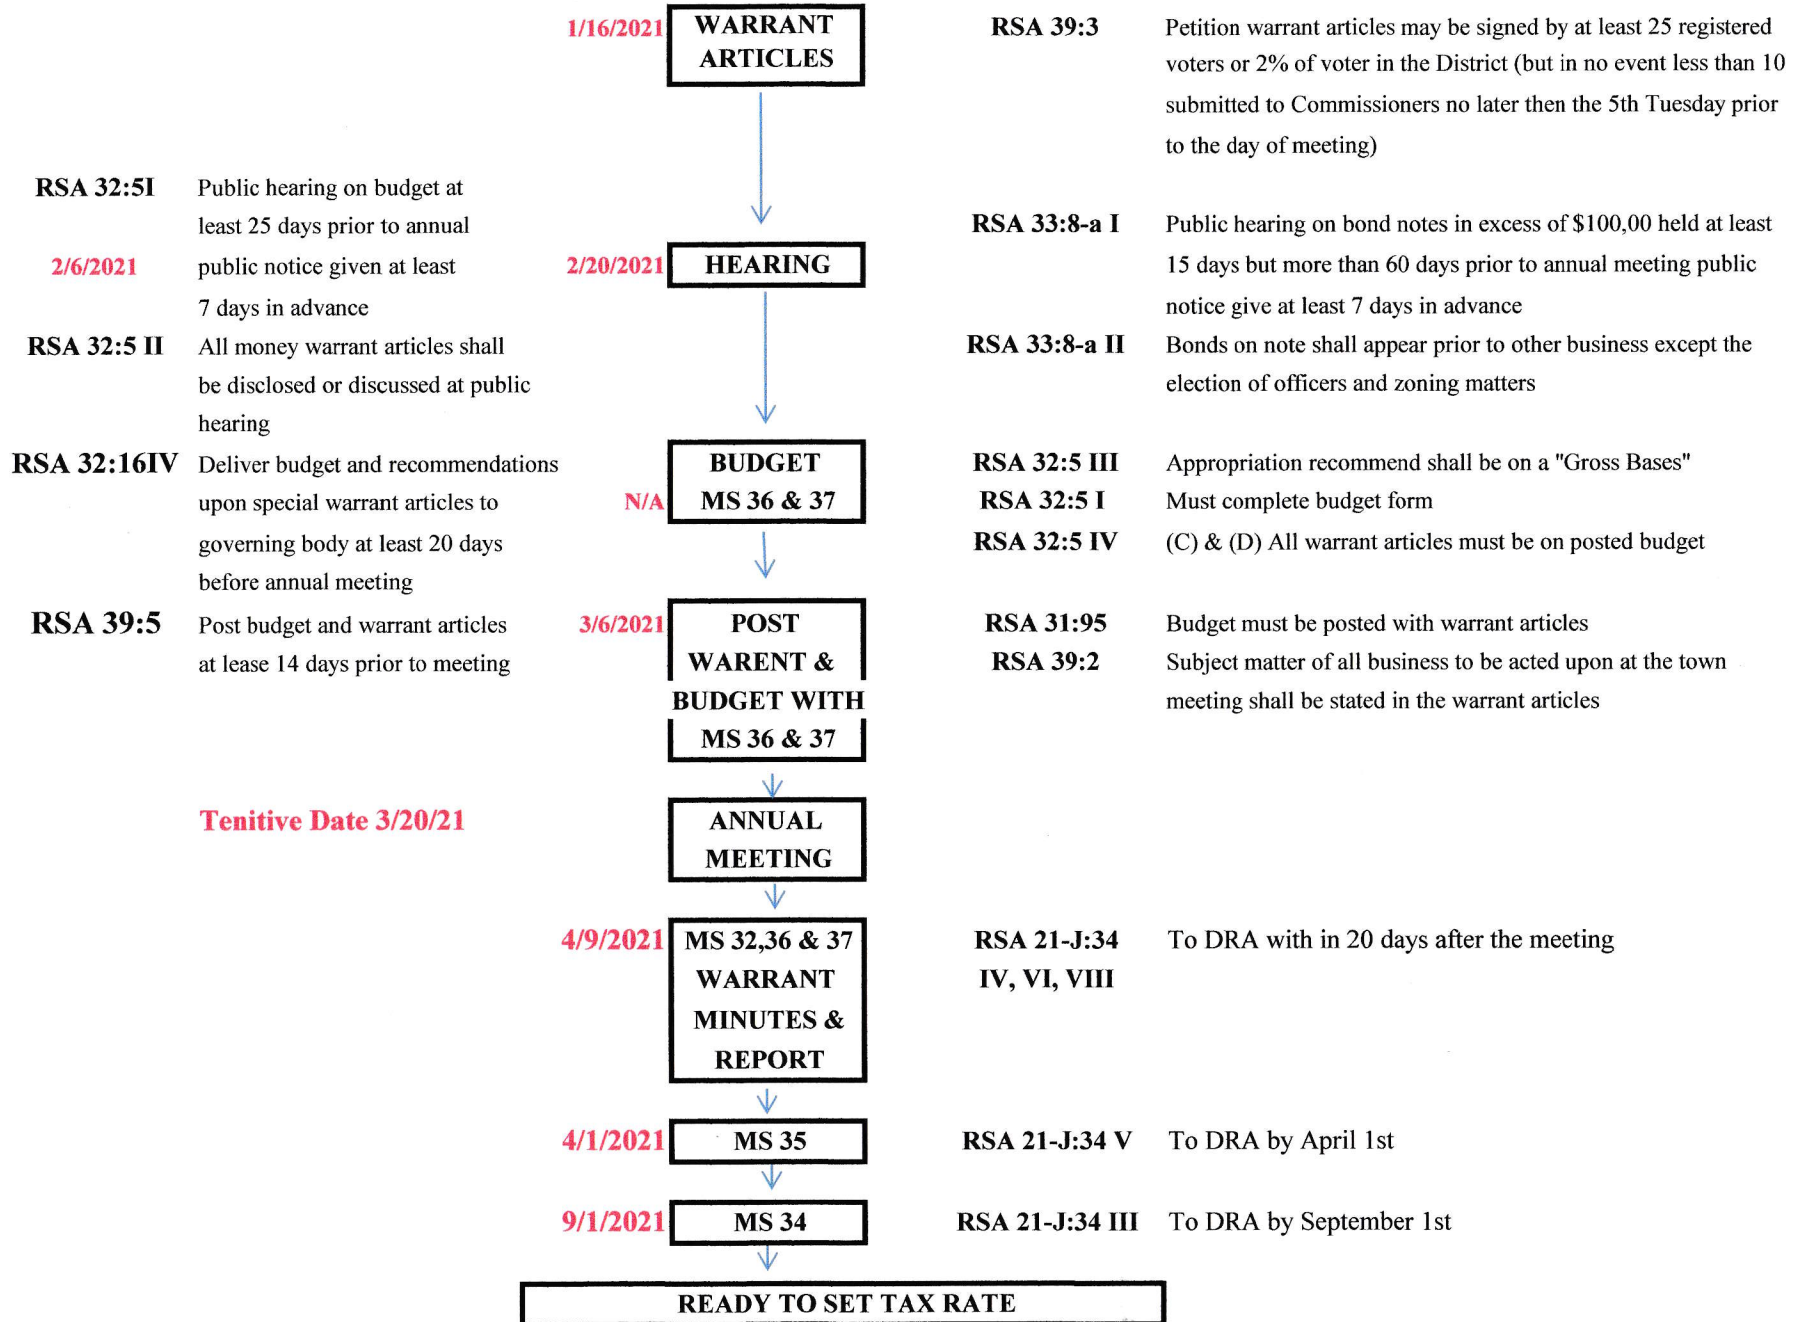 1/16/2021 WARRANT RSA 39:3 Petition warrant articles may be signed by at least 25 registered
ARTICLES voters or 2% of voter in the District (but in no event less than 10
submitted to Commissioners no later then the 5th Tuesday prior
to the day of meeting)
RSA 32:5I Public hearing on budget at
least 25 days prior to annual RSA 33:8-a I Public hearing on bond notes in excess of $100,00 held at least
2/6/2021 public notice given at least 2/20/2021 HEARING 15 days but more than 60 days prior to annual meeting public
7 days in advance notice give at least 7 days in advance
RSA 32:5 II All money warrant articles shall RSA 33:8-a II Bonds on note shall appear prior to other business except the
be disclosed or discussed at public election of officers and zoning matters
hearing
RSA 32:16IV Deliver budget and recommendations BUDGET RSA 32:5 III Appropriation recommend shall be on a "Gross Bases"
upon special warrant articles to N/A MS 36 & 37 RSA 32:5 I Must complete budget form
governing body at least 20 days RSA 32:5 IV (C) & (D) All warrant articles must be on posted budget
before annual meeting
RSA 39:5 Post budget and warrant articles 3/6/2021 POST RSA 31:95 Budget must be posted with warrant articles
at lease 14 days prior to meeting WARENT & RSA 39:2 Subject matter of all business to be acted upon at the town
BUDGET WITH meeting shall be stated in the warrant articles
MS 36 & 37
Tenitive Date 3/20/21 ANNUAL
MEETING
4/9/2021 MS 32,36 & 37 RSA 21-J:34 To DRA with in 20 days after the meeting
WARRANT IV, VI, VIII
MINUTES &
REPORT
4/1/2021 MS 35 RSA 21-J:34 V To DRA by April 1st
9/1/2021 MS 34 RSA 21-J:34 III To DRA by September 1st
READY TO SET TAX RATE